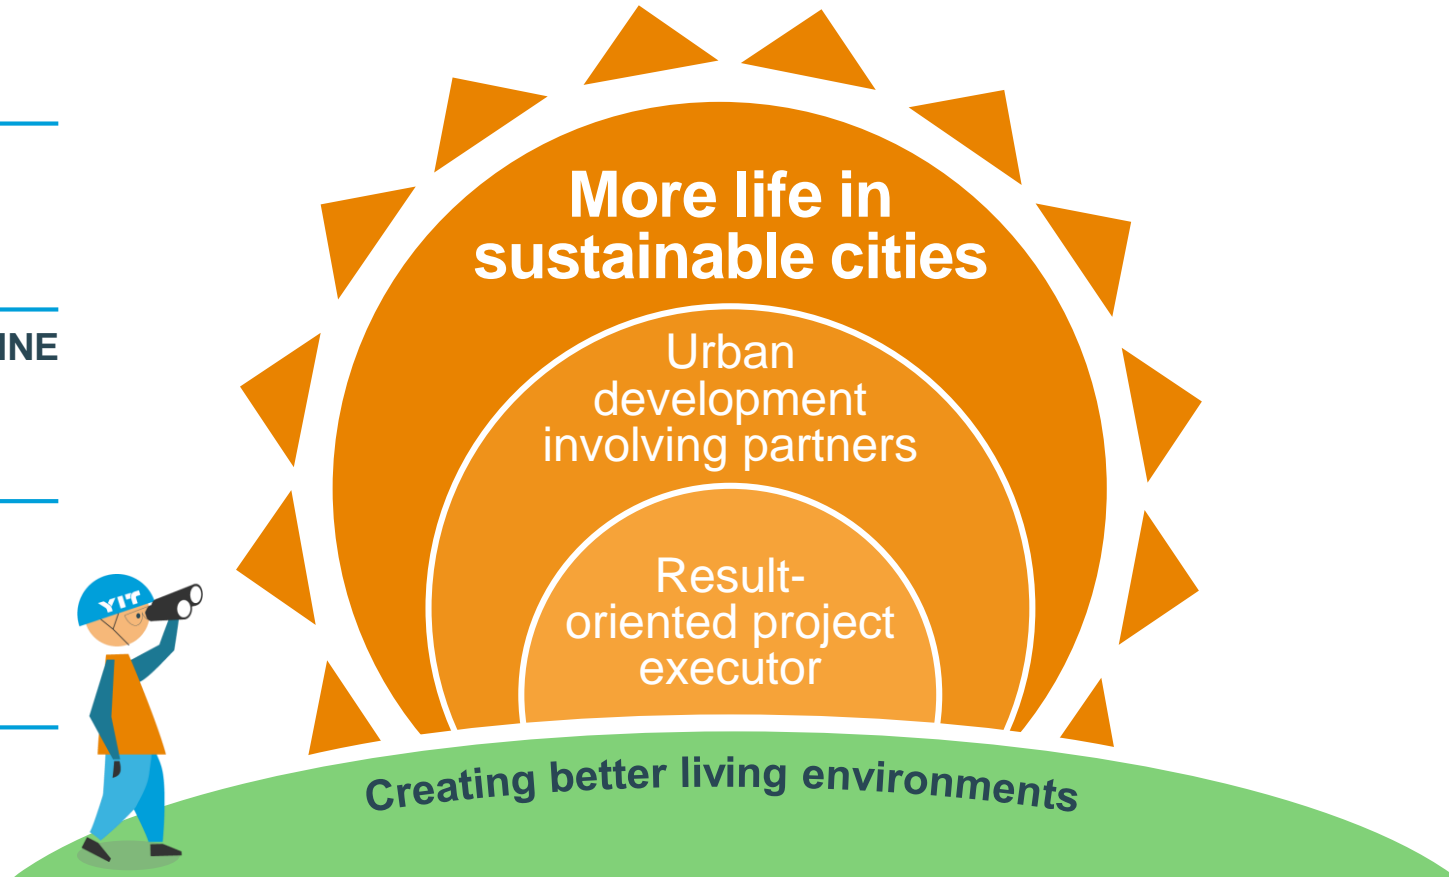 More life in
sustainable cities
INE
Urban
development
involving partners
Result-
oriented project
executor
YIT
Creating better living environments